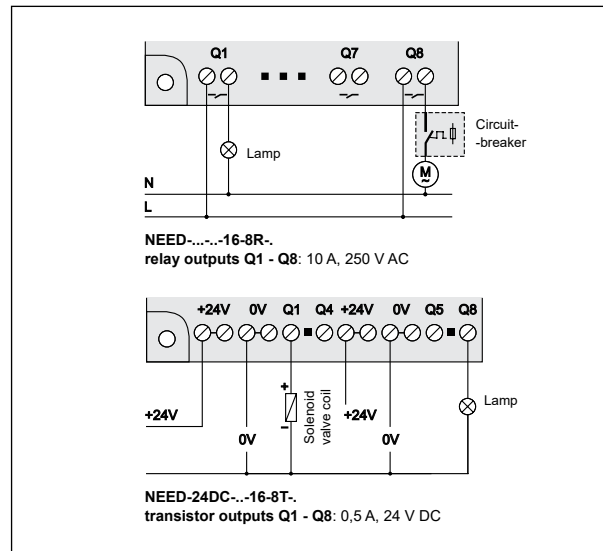 Q1 Q7 Q8
Circuit-
-breaker
Lamp
M
~
N
L
NEED-...-..-16-8R-.
relay outputs Q1 - Q8: 10 A, 250 V AC
+24V 0V Q1 Q4 +24V 0V Q5 Q8
+
Solenoid
valve coil
–
+24V
+24V
Lamp
0V
0V
NEED-24DC-..-16-8T-.
transistor outputs Q1 - Q8: 0,5 A, 24 V DC